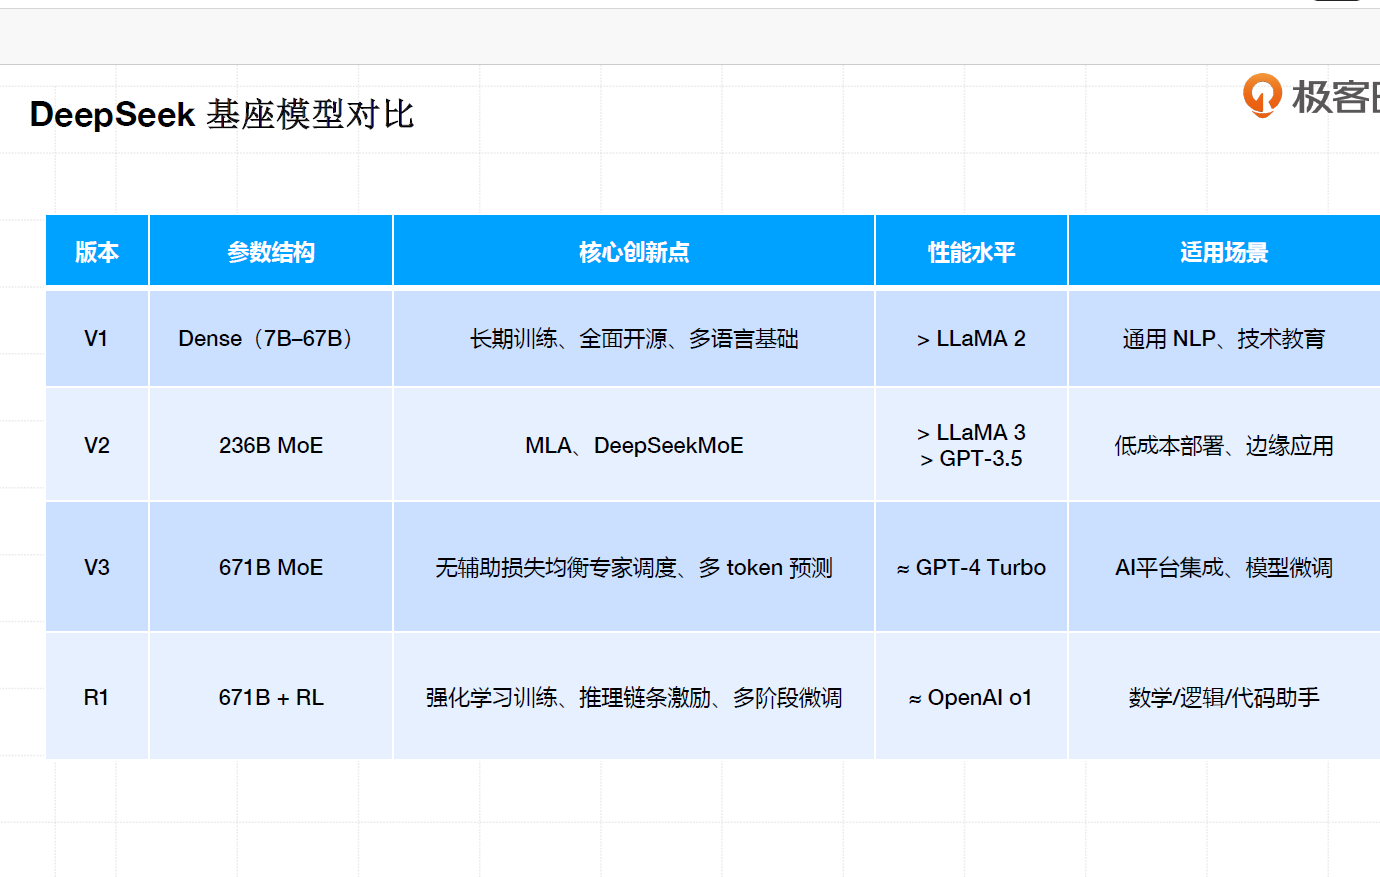 DeepSeek 基座模型对比
极客
版本 参数结构 核心创新点 性能水平 适用场景
V1 Dense（7B–67B） 长期训练、全面开源、多语言基础 > LLaMA 2 通用 NLP、技术教育
V2 236B MoE MLA、DeepSeekMoE > LLaMA 3 低成本部署、边缘应用
> GPT-3.5
V3 671B MoE 无辅助损失均衡专家调度、多 token 预测 ≈ GPT-4 Turbo AI平台集成、模型微调
R1 671B + RL 强化学习训练、推理链条激励、多阶段微调 ≈ OpenAI o1 数学/逻辑/代码助手